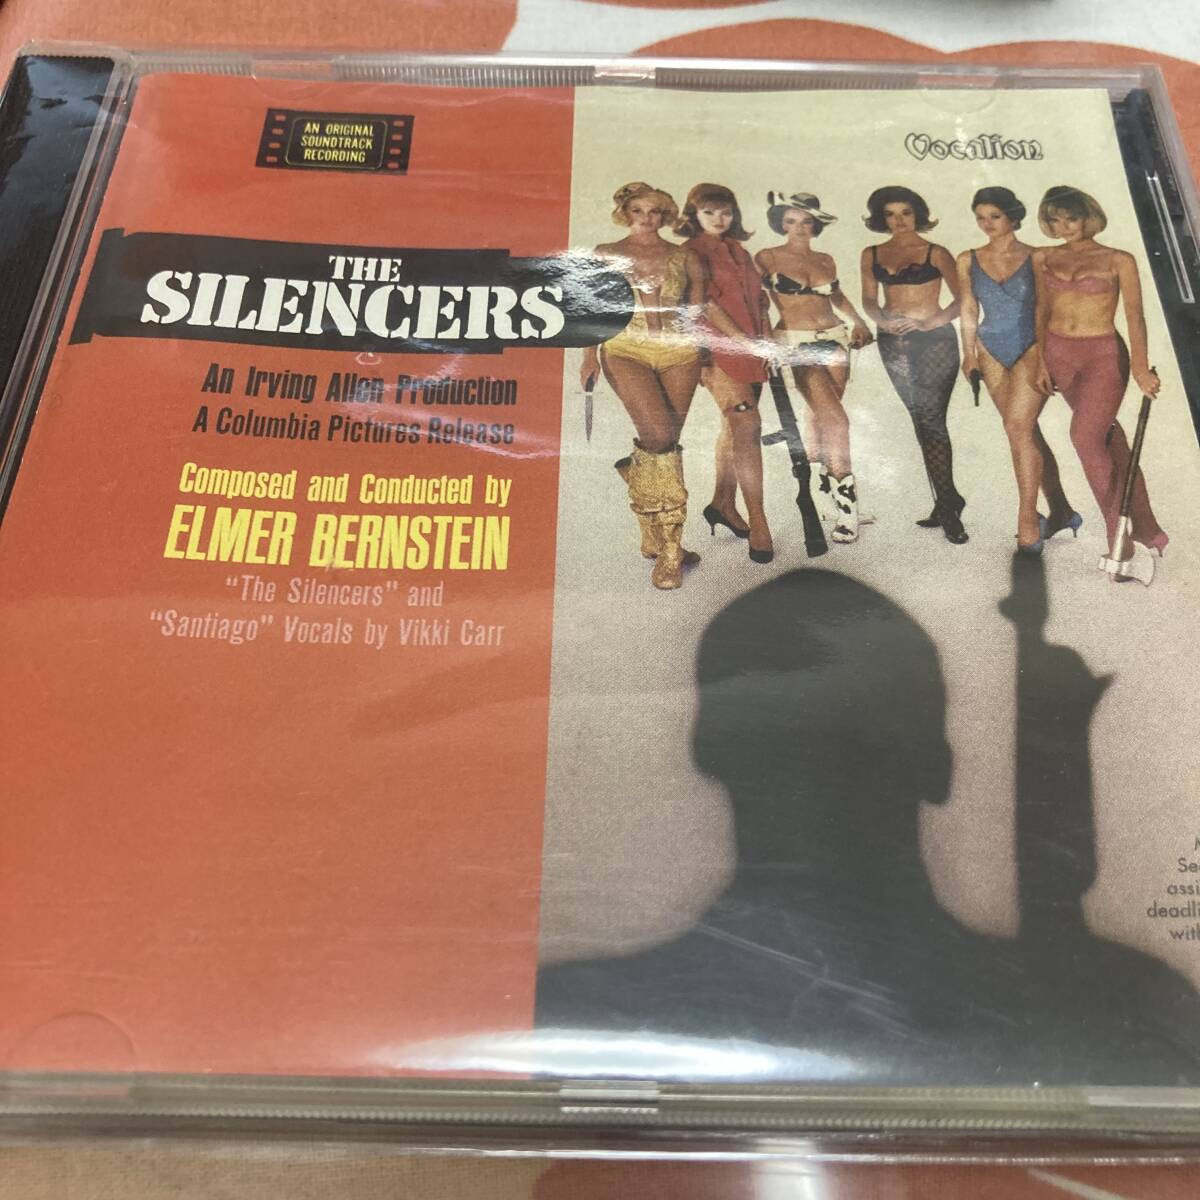 AN ORIGINAL
SOUNDTRACK
RECORDING
Vocalion
THE
SILENCERS
An Irving Allen Production
A Columbia Pictures Release
Composed and Conducted by
ELMER BERNSTEIN
"The Silencers" and
"Santiago" Vocals by Vikki Carr
with